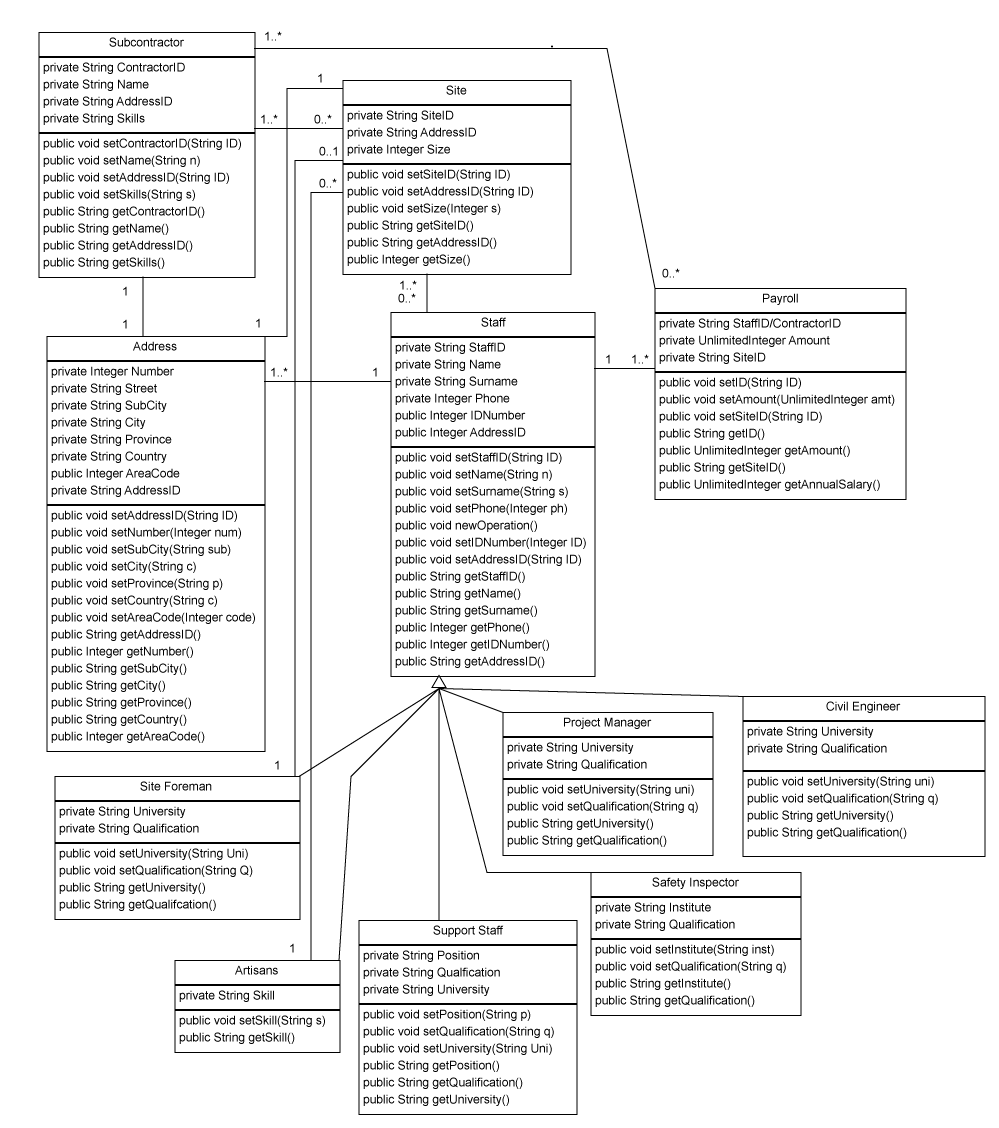 Subcontractor
private String ContractorID
private String Name
private String AddressID
private String Skills
public void setContractorID(String ID)
public void setName(String n)
public void setAddressID(String ID)
public void setSkills(String s)
public String getContractorID()
public String getName()
public String getAddressID()
public String getSkills()
1..*
1
Site
private String SiteID
private String AddressID
private Integer Size
public void setSiteID(String ID)
public void setAddressID(String ID)
public void setSize(Integer s)
public String getSiteID()
public String getAddressID()
public Integer getSize()
1..*
0..*
0..1
0..*
1
1
1
1..*
0..*
0..*
Payroll
private String StaffID/ContractorID
private UnlimitedInteger Amount
private String SiteID
public void setID(String ID)
public void setAmount(UnlimitedInteger amt)
public void setSiteID(String ID)
public String getID()
public UnlimitedInteger getAmount()
public String getSiteID()
public UnlimitedInteger getAnnualSalary()
Staff
private String StaffID
private String Name
private String Surname
private Integer Phone
public Integer IDNumber
public Integer AddressID
public void setStaffID(String ID)
public void setName(String n)
public void setSurname(String s)
public void setPhone(Integer ph)
public void newOperation()
public void setIDNumber(Integer ID)
public void setAddressID(String ID)
public String getStaffID()
public String getName()
public String getSurname()
public Integer getPhone()
public Integer getIDNumber()
public String getAddressID()
1
1..*
1..*
1
Address
private Integer Number
private String Street
private String SubCity
private String City
private String Province
private String Country
public Integer AreaCode
private String AddressID
public void setAddressID(String ID)
public void setNumber(Integer num)
public void setSubCity(String sub)
public void setCity(String c)
public void setProvince(String p)
public void setCountry(String c)
public void setAreaCode(Integer code)
public String getAddressID()
public Integer getNumber()
public String getSubCity()
public String getCity()
public String getProvince()
public String getCountry()
public Integer getAreaCode()
1
Site Foreman
private String University
private String Qualification
public void setUniversity(String Uni)
public void setQualification(String Q)
public String getUniversity()
public String getQualifcation()
Project Manager
private String University
private String Qualification
public void setUniversity(String uni)
public void setQualification(String q)
public String getUniversity()
public String getQualification()
Civil Engineer
private String University
private String Qualification
public void setUniversity(String uni)
public void setQualification(String q)
public String getUniversity()
public String getQualification()
Safety Inspector
private String Institute
private String Qualification
public void setInstitute(String inst)
public void setQualification(String q)
public String getInstitute()
public String getQualification()
1
Artisans
private String Skill
public void setSkill(String s)
public String getSkill()
Support Staff
private String Position
private String Qualfication
private String University
public void setPosition(String p)
public void setQualification(String q)
public void setUniversity(String Uni)
public String getPosition()
public String getQualification()
public String getUniversity()